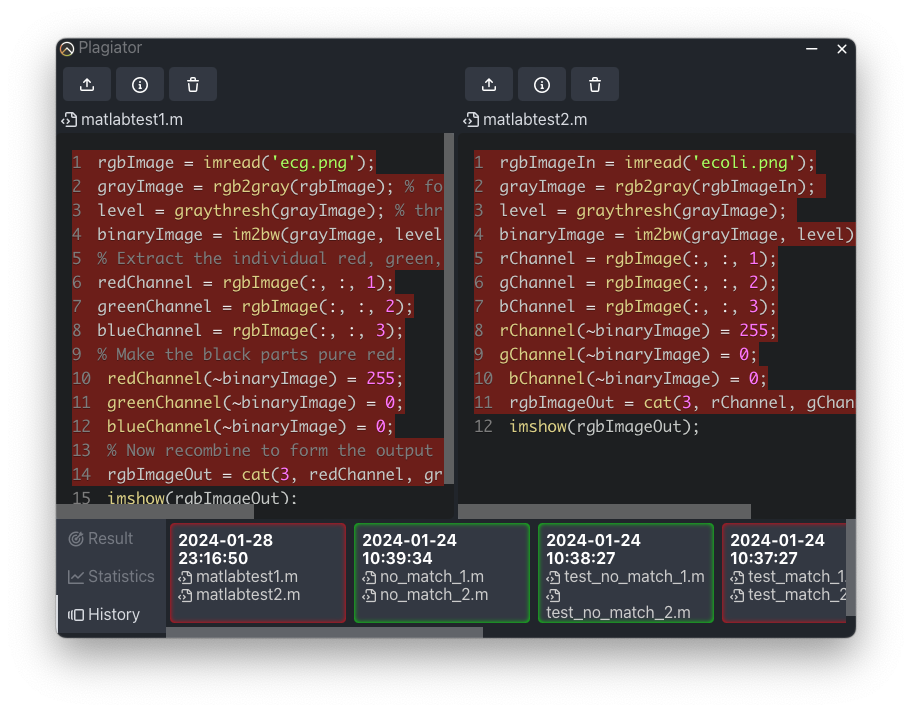 Plagiator
matlabtest1.m
1 rgbImage = imread('ecg.png');
2 grayImage = rgb2gray(rgbImage); % fo
3 level = graythresh(grayImage); % thr
4 binaryImage = im2bw(grayImage, level
5 % Extract the individual red, green,
6 redChannel = rgbImage(:, :, 1);
7 greenChannel = rgbImage(:, :, 2);
8 blueChannel = rgbImage(:, :, 3);
9 % Make the black parts pure red.
10 redChannel(~binaryImage) = 255;
11 greenChannel(~binaryImage) = 0;
12 blueChannel(~binaryImage) = 0;
13 % Now recombine to form the output
14 rgbImageOut = cat(3, redChannel, gr
15 imshow(rgbImageOut);
matlabtest2.m
1 rgbImageIn = imread('ecoli.png');
2 grayImage = rgb2gray(rgbImageIn);
3 level = graythresh(grayImage);
4 binaryImage = im2bw(grayImage, level)
5 rChannel = rgbImage(:, :, 1);
6 gChannel = rgbImage(:, :, 2);
7 bChannel = rgbImage(:, :, 3);
8 rChannel(~binaryImage) = 255;
9 gChannel(~binaryImage) = 0;
10 bChannel(~binaryImage) = 0;
11 rgbImageOut = cat(3, rChannel, gChan
12 imshow(rgbImageOut);
Result
Statistics
History
2024-01-28
23:16:50
matlabtest1.m
matlabtest2.m
2024-01-24
10:39:34
no_match_1.m
no_match_2.m
2024-01-24
10:38:27
test_no_match_1.m
test_no_match_2.m
2024-01-24
10:37:27
test_match_1.
test_match_2